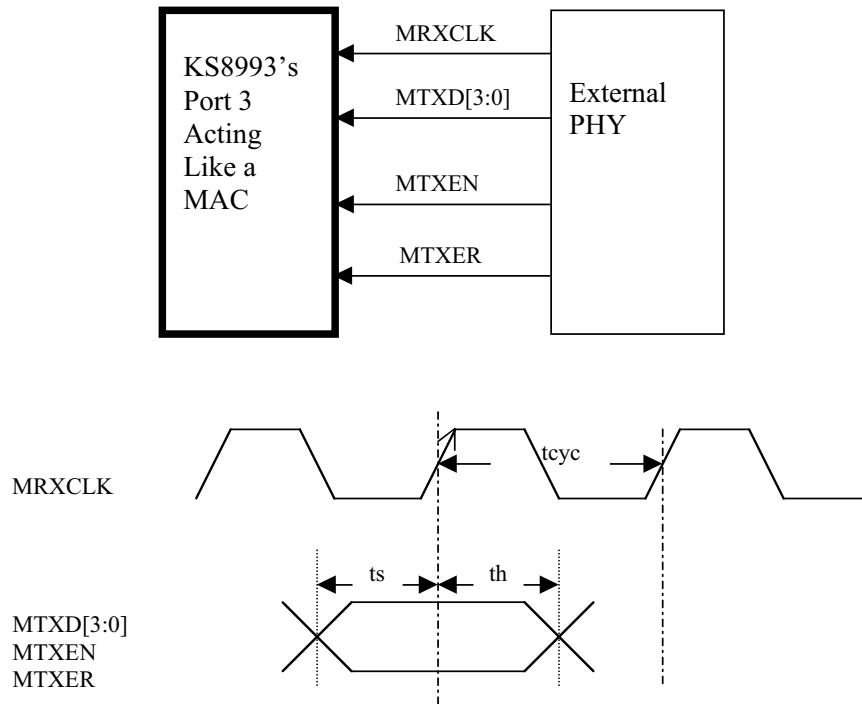 MRXCLK
KS8993’s
Port 3
Acting
Like a
MAC
MTXD[3:0]
External
PHY
MTXEN
MTXER
tcyc
MRXCLK
ts
th
MTXD[3:0]
MTXEN
MTXER